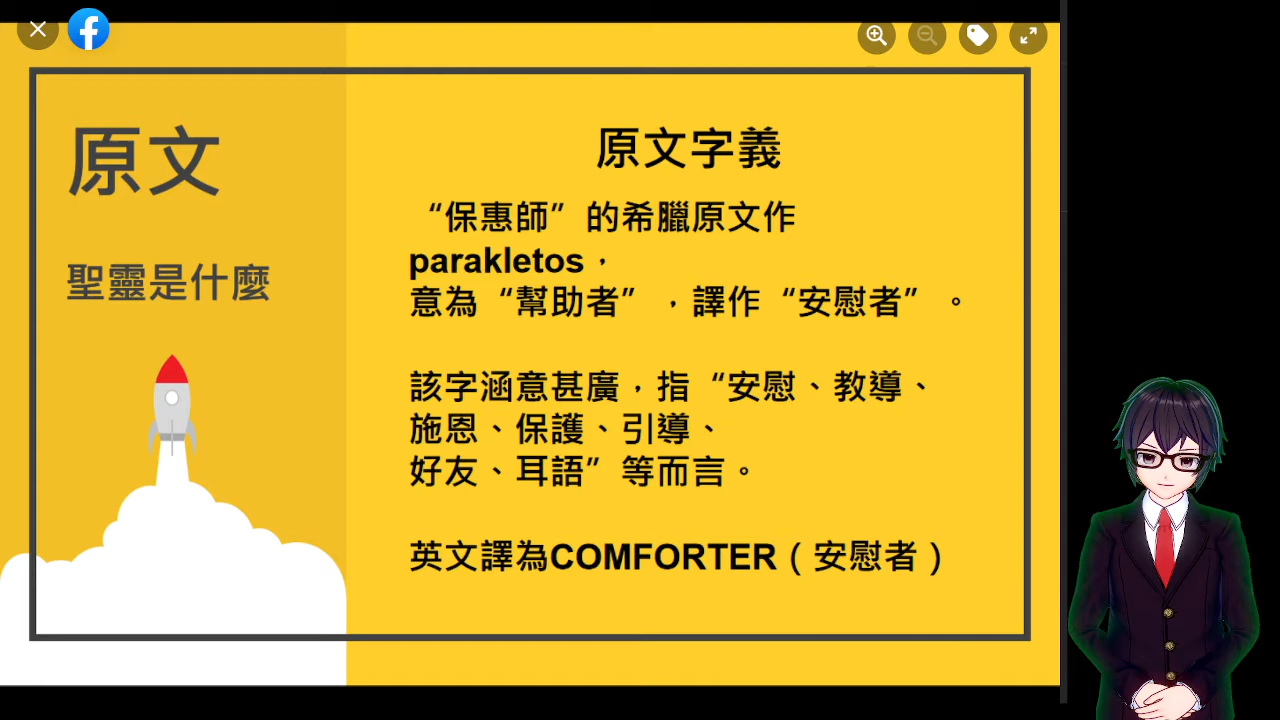 原文
聖靈是什麼
原文字義
“保惠師”的希臘原文作
parakletos，
意為“幫助者”，譯作“安慰者”。
該字涵意甚廣，指“安慰、教導、
施恩、保護、引導、
好友、耳語”等而言。
英文譯為COMFORTER（安慰者）